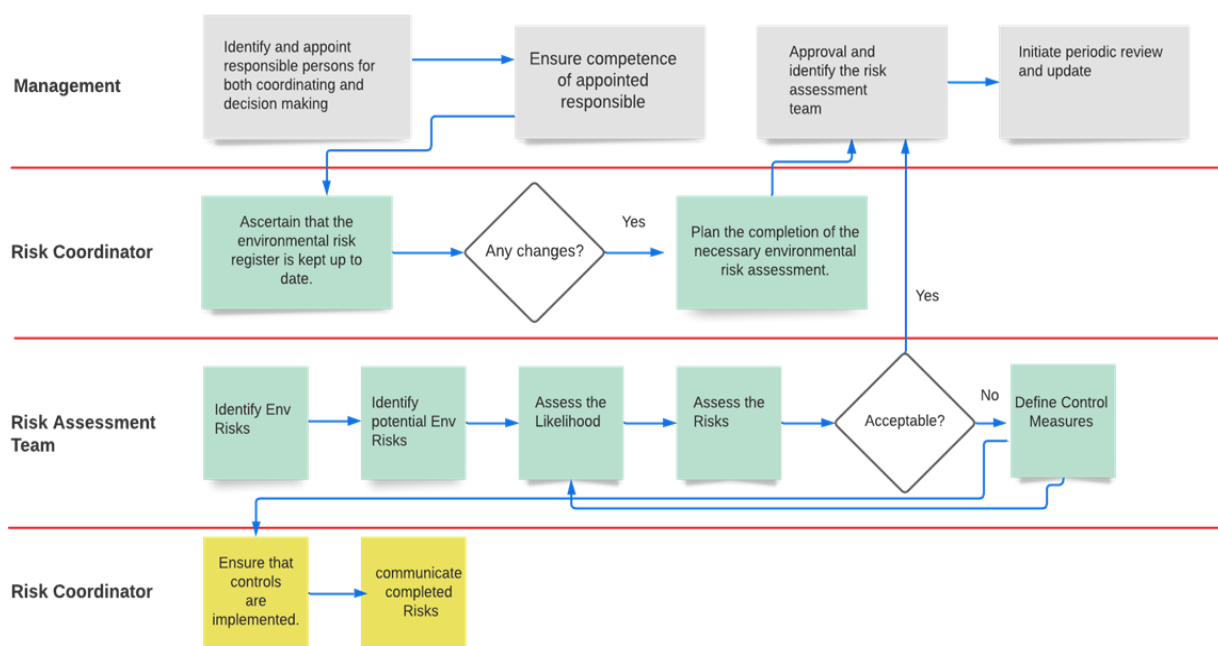 Management
Identify and appoint
responsible persons for
both coordinating and
decision making
Ensure competence
of appointed
responsible
Approval and
identify the risk
assessment
team
Initiate periodic review
and update
Risk Coordinator
Ascertain that the
environmental risk
register is kept up to
date.
Any changes?
Yes
Plan the completion of the
necessary environmental
risk assessment.
Yes
Risk Assessment
Team
Identify Env
Risks
Identify
potential Env
Risks
Assess the
Likelihood
Assess the
Risks
Acceptable?
No
Define Control
Measures
Risk Coordinator
Ensure that
controls
are
implemented.
communicate
completed
Risks